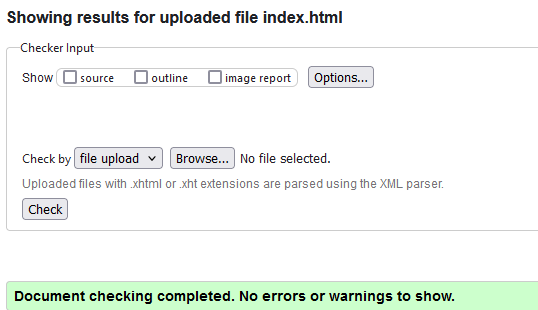 Showing results for uploaded file index.html
Checker Input
Show source outline image report Options...
Check by file upload Browse... No file selected.
Uploaded files with .xhtml or .xht extensions are parsed using the XML parser.
Check
Document checking completed. No errors or warnings to show.